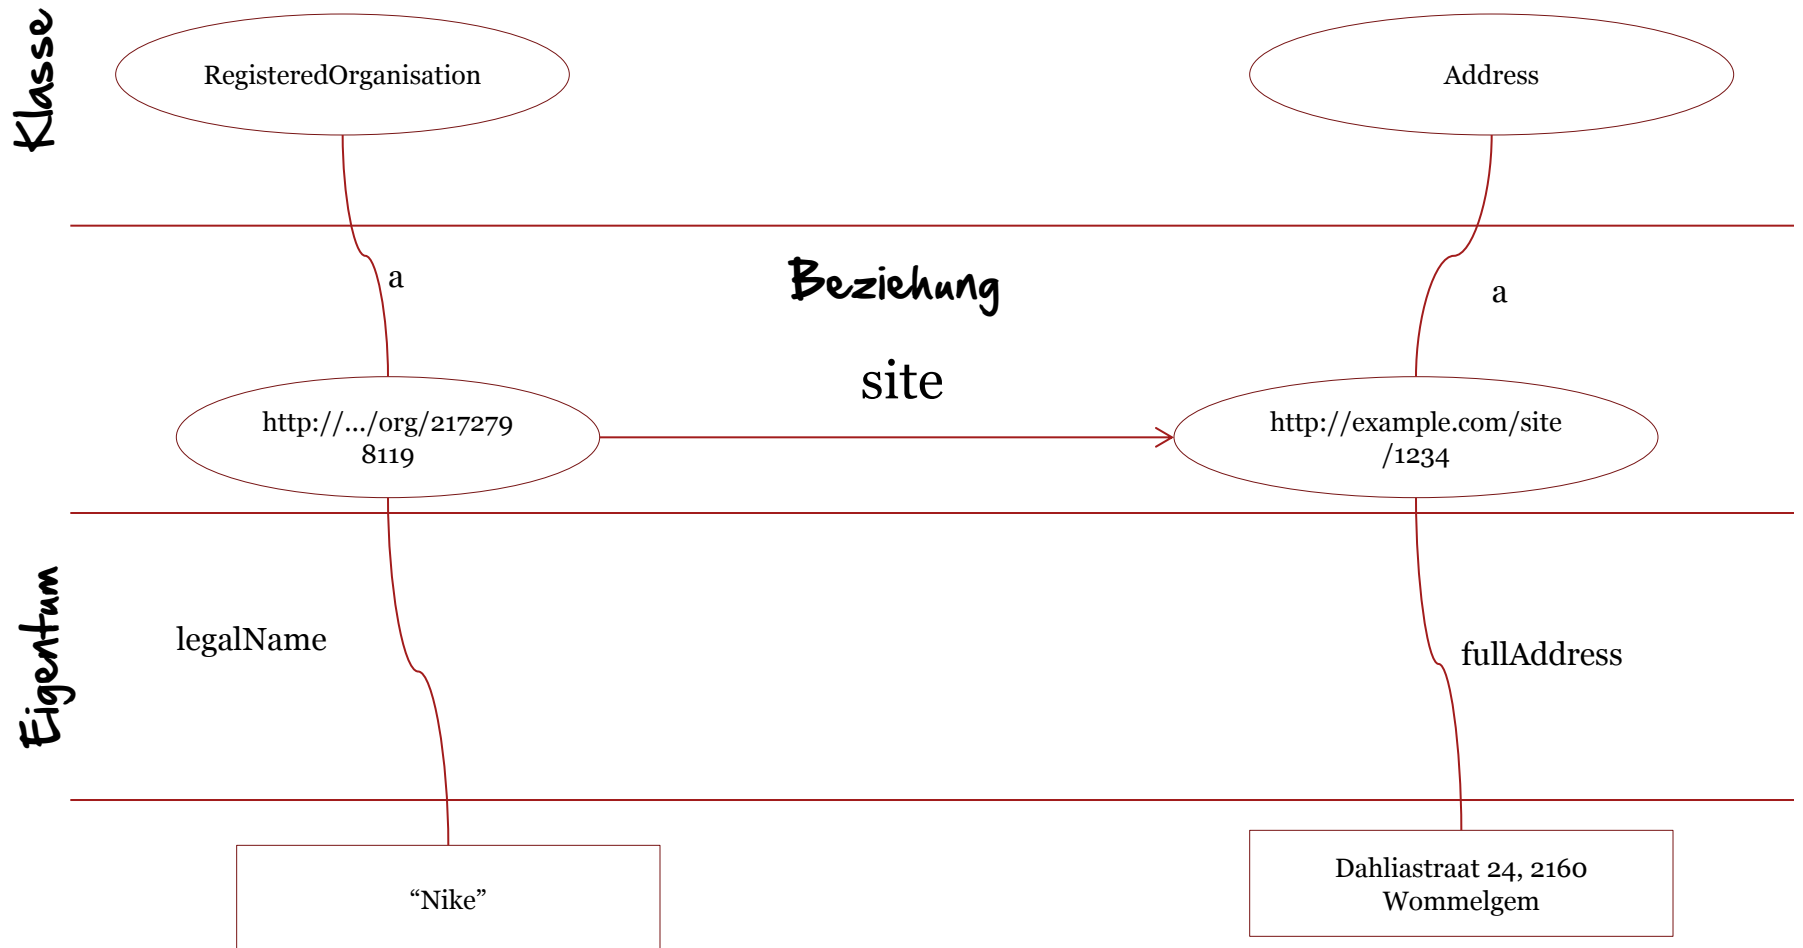 Klasse
RegisteredOrganisation
Address
a
Beziehung
a
site
http://.../org/217279
8119
http://example.com/site
/1234
Eigentum
legalName
fullAddress
“Nike”
Dahliastraat 24, 2160
Wommelgem